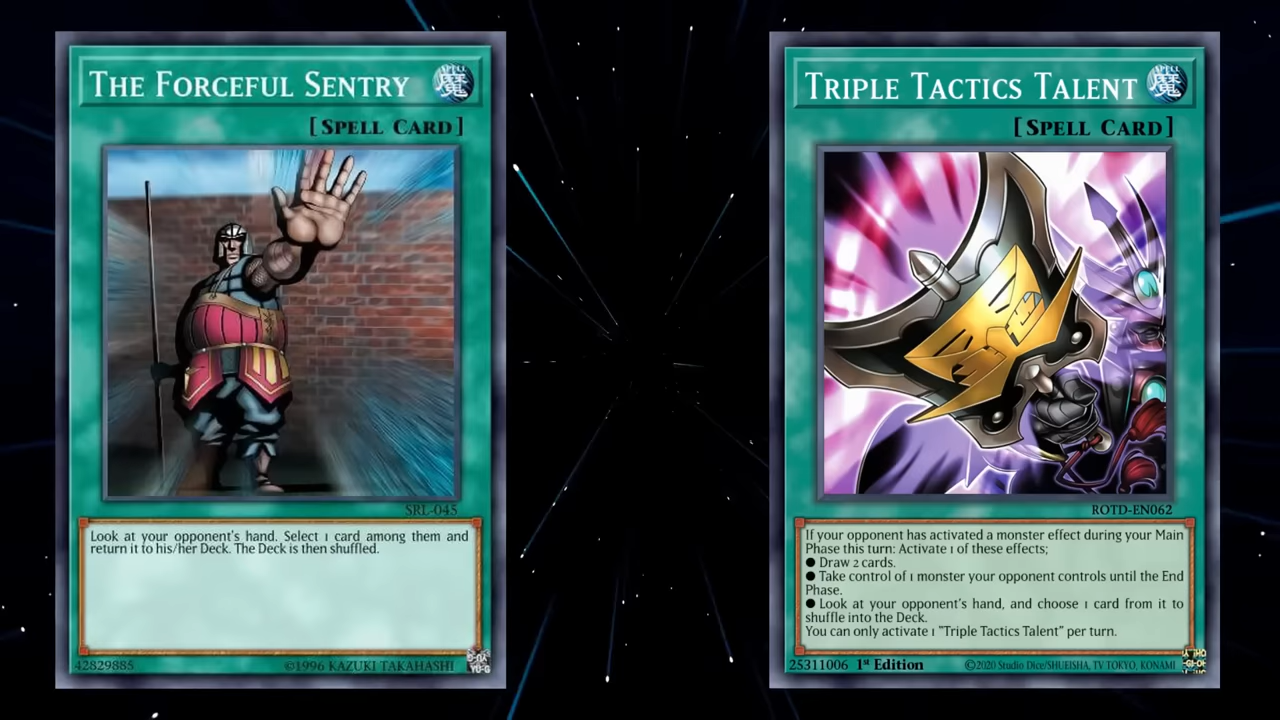 THE FORCEFUL SENTRY
[SPELL CARD]
SRL-045
Look at your opponent's hand. Select 1 card among them and
return it to his/her Deck. The Deck is then shuffled.
42829885 ©1996 KAZUKI TAKAHASHI
TRIPLE TACTICS TALENT
[SPELL CARD]
ROTD-EN062
If your opponent has activated a monster effect during your Main
Phase this turn: Activate 1 of these effects;
● Draw 2 cards.
● Take control of 1 monster your opponent controls until the End
Phase.
● Look at your opponent's hand, and choose 1 card from it to
shuffle into the Deck.
You can only activate 1 "Triple Tactics Talent" per turn.
25311006 1st Edition ©2020 Studio Dice/SHUEISHA, TV TOKYO, KONAMI